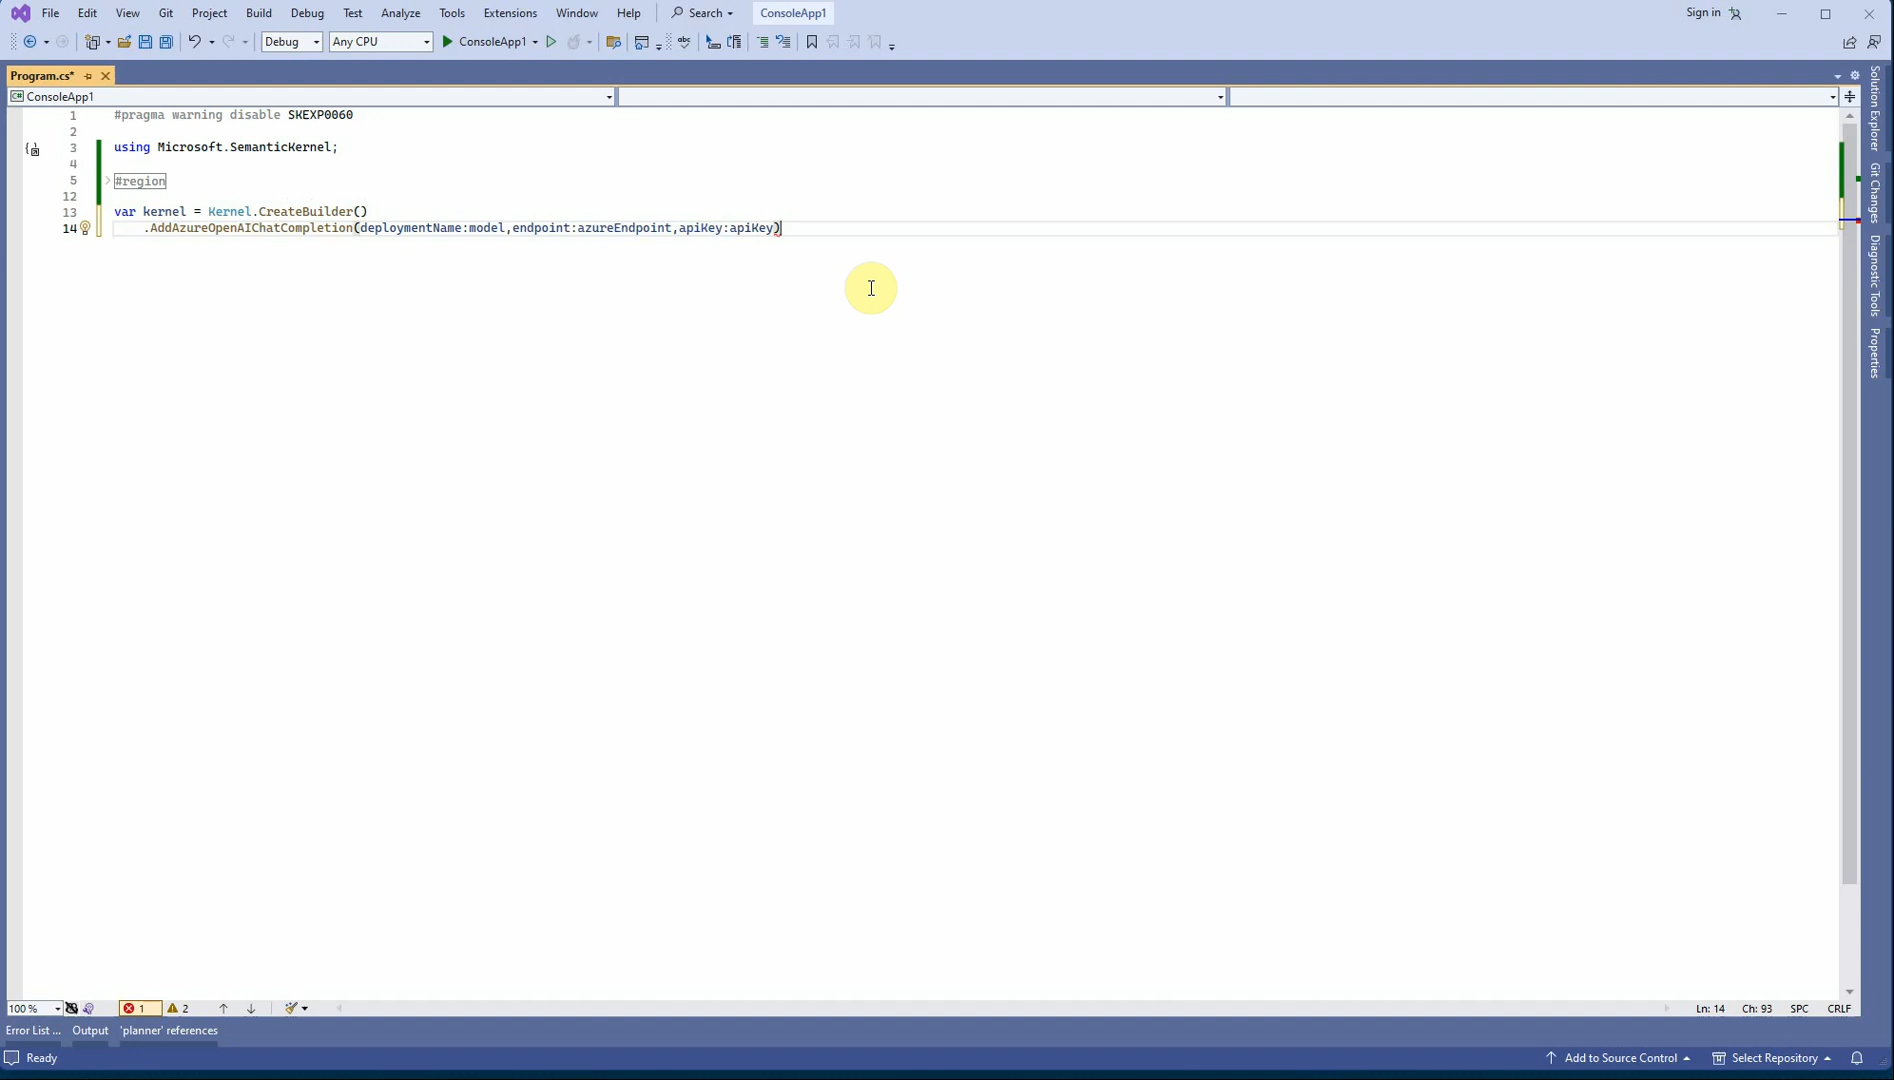 File Edit View Git Project Build Debug Test Analyze Tools Extensions Window Help Search ConsoleApp1 Sign in
Debug Any CPU ConsoleApp1
Program.cs*
ConsoleApp1
1 #pragma warning disable SKEXP0060
2
3 using Microsoft.SemanticKernel;
4
5 #region
12
13 var kernel = Kernel.CreateBuilder()
14 .AddAzureOpenAIChatCompletion(deploymentName:model,endpoint:azureEndpoint,apiKey:apiKey)
Solution Explorer
Git Changes
Diagnostic Tools
Properties
100 % 1 2 Ln: 14 Ch: 93 SPC CRLF
Error List ... Output 'planner' references
Ready Add to Source Control Select Repository